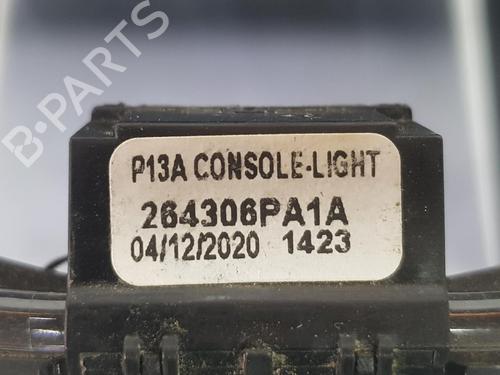 B-PARTS
P13A CONSOLE-LIGHT
264306PA1A
04/12/2020 1423